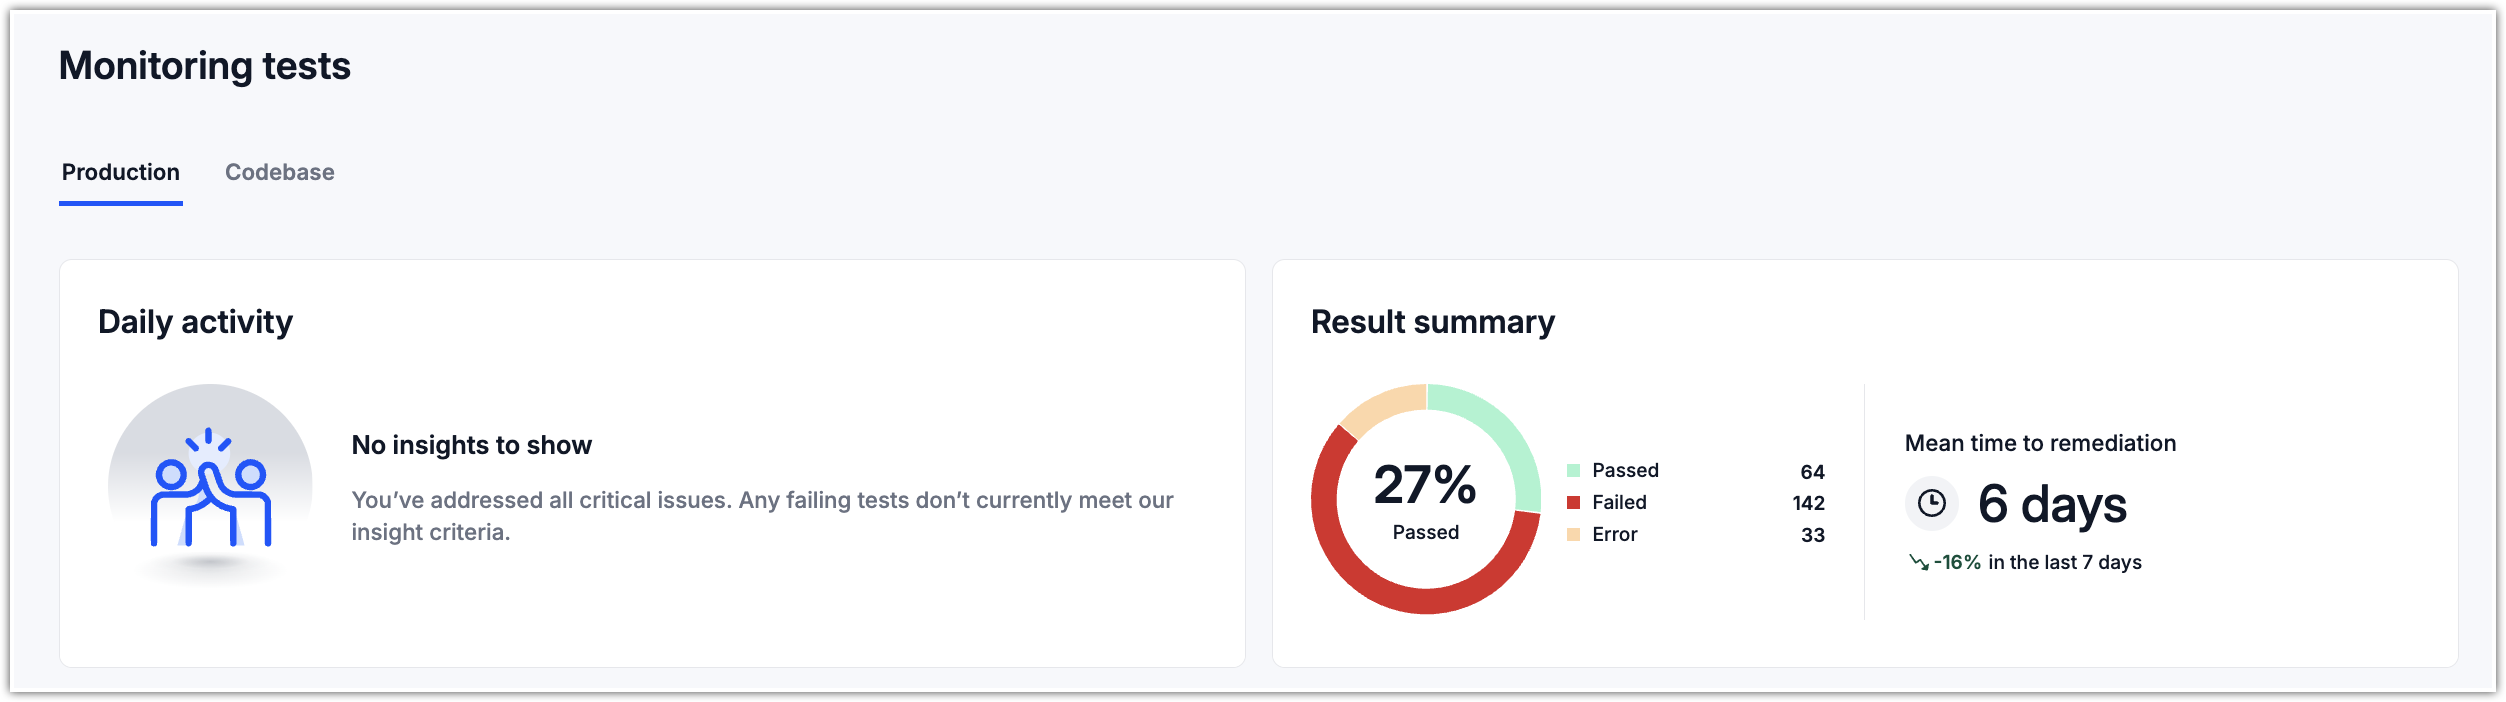 Monitoring tests
Production
Codebase
Daily activity
No insights to show
You’ve addressed all critical issues. Any failing tests don’t currently meet our
insight criteria.
Result summary
27%
Passed
Passed 64
Failed 142
Error 33
Mean time to remediation
6 days
-16% in the last 7 days